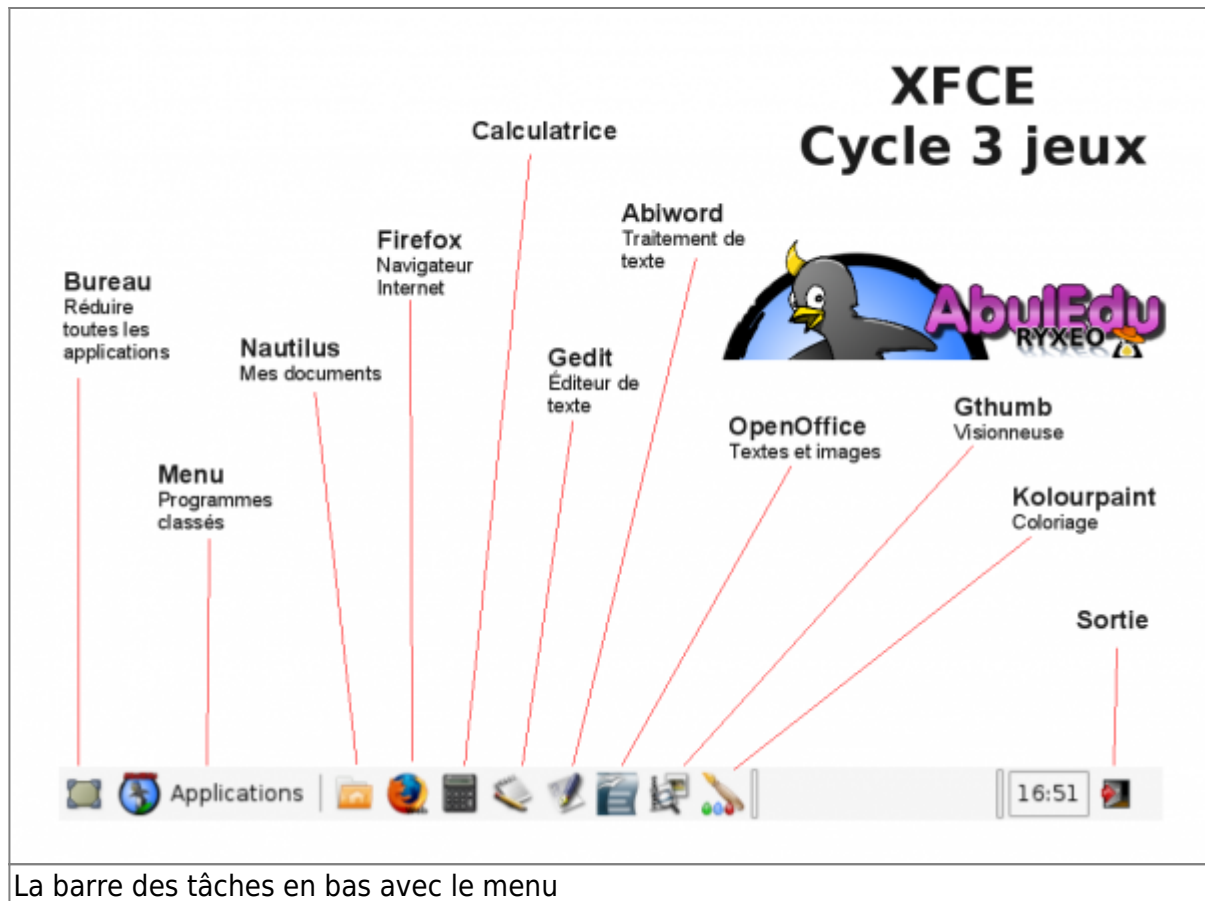 XFCE
Cycle 3 jeux
Calculatrice
Abiword
Traitement de
texte
Firefox
Navigateur
Internet
Bureau
Réduire
toutes les
applications
Nautilus
Mes documents
Gedit
Éditeur de
texte
AbulEdu
RYXEO
OpenOffice
Textes et images
Gthumb
Visionneuse
Menu
Programmes
classés
Kolourpaint
Coloriage
Sortie
Applications
16:51
La barre des tâches en bas avec le menu